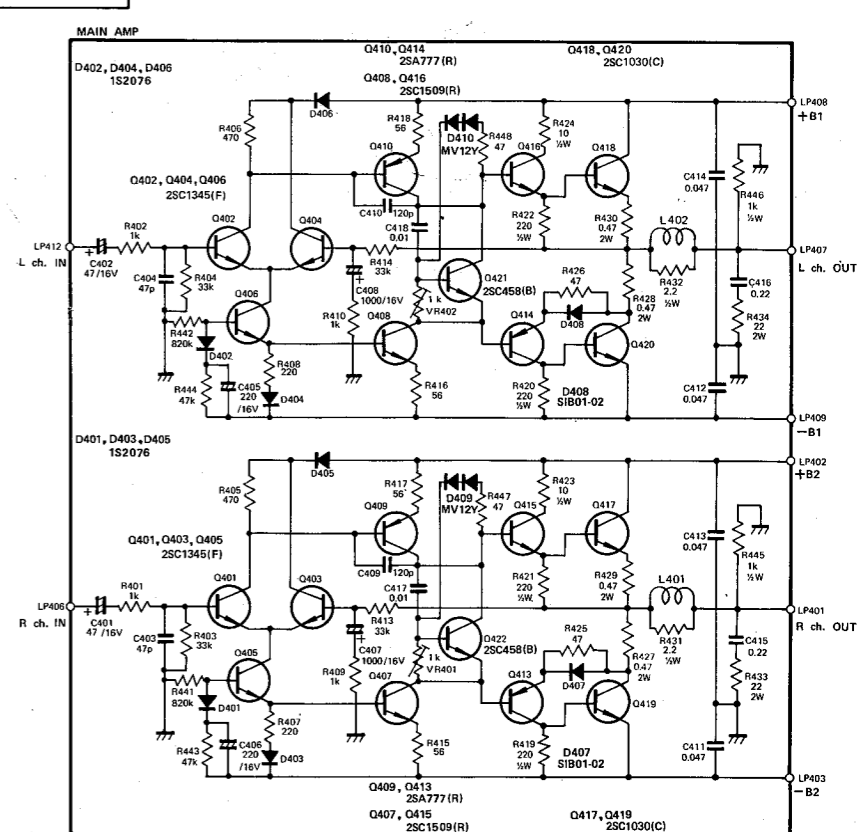 MAIN AMP
D402, D404, D406
1S2076
Q410, Q414
2SA777(R)
Q408, Q416
2SC1509(R)
Q418, Q420
2SC1030(C)
LP408
+B1
D406
R406
470
R418
56
D410
MV12Y
R448
47
R424
10
½W
Q410
Q416
Q418
Q402, Q404, Q406
2SC1345(F)
C410
120p
C414
0.047
R446
1k
½W
R402
1k
Q402
Q404
C418
0.01
R422
220
½W
R430
0.47
2W
L402
LP412
L ch. IN
C402
47/16V
R414
33k
LP407
L ch. OUT
C404
47p
R404
33k
C408
1000/16V
Q421
2SC458(B)
R426
47
R428
0.47
2W
R432
2.2
½W
C416
0.22
Q406
R410
1k
1k
VR402
Q408
Q414
D408
R434
22
2W
R442
820k
D402
Q420
R408
220
R444
47k
C405
220
/16V
D404
R416
56
R420
220
½W
D408
SIB01-02
C412
0.047
LP409
−B1
D401, D403, D405
1S2076
LP402
+B2
D405
R405
470
R417
56
D409
MV12Y
R447
47
R423
10
½W
Q409
Q415
Q417
Q401, Q403, Q405
2SC1345(F)
C409
120p
C413
0.047
R445
1k
½W
R401
1k
Q401
Q403
C417
0.01
R421
220
½W
R429
0.47
2W
L401
LP406
R ch. IN
C401
47 /16V
R413
33k
LP401
R ch. OUT
C403
47p
R403
33k
C407
1000/16V
Q422
2SC458(B)
R425
47
R427
0.47
2W
R431
2.2
½W
C415
0.22
Q405
R409
1k
1k
VR401
Q407
Q413
D407
R433
22
2W
R441
820k
D401
Q419
R407
220
R443
47k
C406
220
/16V
D403
R415
56
R419
220
½W
D407
SIB01-02
C411
0.047
LP403
−B2
Q409, Q413
2SA777(R)
Q407, Q415
2SC1509(R)
Q417, Q419
2SC1030(C)